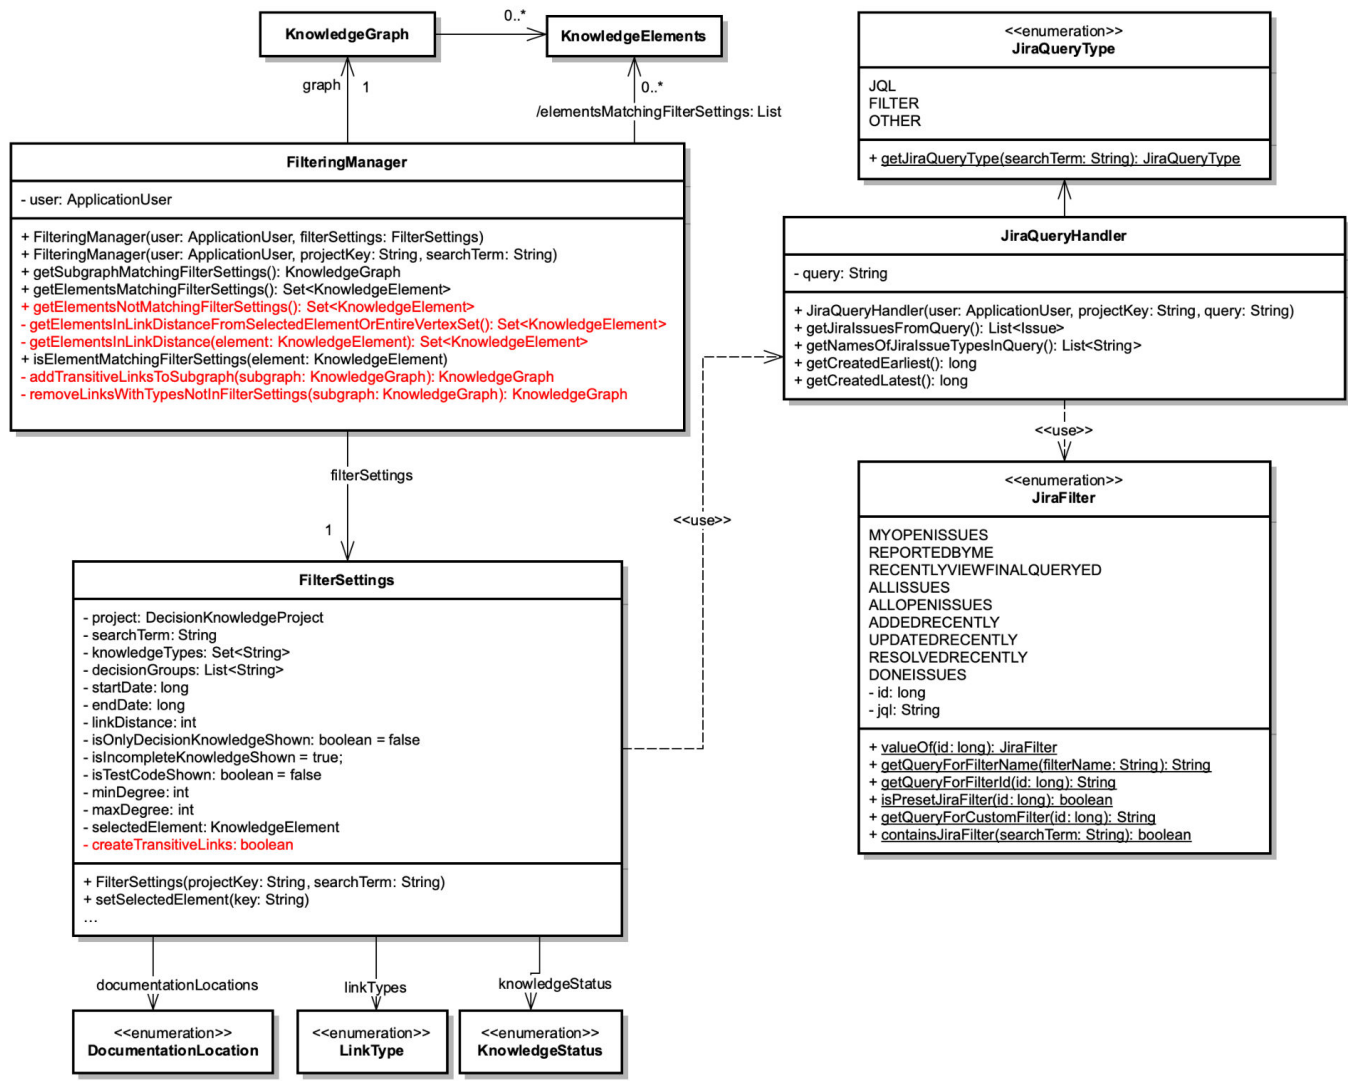 KnowledgeGraph
0..*
KnowledgeElements
graph
1
0..*
/elementsMatchingFilterSettings: List
FilteringManager
- user: ApplicationUser
+ FilteringManager(user: ApplicationUser, filterSettings: FilterSettings)
+ FilteringManager(user: ApplicationUser, projectKey: String, searchTerm: String)
+ getSubgraphMatchingFilterSettings(): KnowledgeGraph
+ getElementsMatchingFilterSettings(): Set<KnowledgeElement>
+ getElementsNotMatchingFilterSettings(): Set<KnowledgeElement>
- getElementsInLinkDistanceFromSelectedElementOrEntireVertexSet(): Set<KnowledgeElement>
- getElementsInLinkDistance(element: KnowledgeElement): Set<KnowledgeElement>
+ isElementMatchingFilterSettings(element: KnowledgeElement)
- addTransitiveLinksToSubgraph(subgraph: KnowledgeGraph): KnowledgeGraph
- removeLinksWithTypesNotInFilterSettings(subgraph: KnowledgeGraph): KnowledgeGraph
filterSettings
1
FilterSettings
- project: DecisionKnowledgeProject
- searchTerm: String
- knowledgeTypes: Set<String>
- decisionGroups: List<String>
- startDate: long
- endDate: long
- linkDistance: int
- isOnlyDecisionKnowledgeShown: boolean = false
- isIncompleteKnowledgeShown = true;
- isTestCodeShown: boolean = false
- minDegree: int
- maxDegree: int
- selectedElement: KnowledgeElement
- createTransitiveLinks: boolean
+ FilterSettings(projectKey: String, searchTerm: String)
+ setSelectedElement(key: String)
...
documentationLocations
linkTypes
knowledgeStatus
<<enumeration>>
DocumentationLocation
<<enumeration>>
LinkType
<<enumeration>>
KnowledgeStatus
<<use>>
<<enumeration>>
JiraQueryType
JQL
FILTER
OTHER
+ getJiraQueryType(searchTerm: String): JiraQueryType
JiraQueryHandler
- query: String
+ JiraQueryHandler(user: ApplicationUser, projectKey: String, query: String)
+ getJiraIssuesFromQuery(): List<Issue>
+ getNamesOfJiraIssueTypesInQuery(): List<String>
+ getCreatedEarliest(): long
+ getCreatedLatest(): long
<<use>>
<<enumeration>>
JiraFilter
MYOPENISSUES
REPORTEDBYME
RECENTLYVIEWFINALQUERYED
ALLISSUES
ALLOPENISSUES
ADDEDRECENTLY
UPDATEDRECENTLY
RESOLVEDRECENTLY
DONEISSUES
- id: long
- jql: String
+ valueOf(id: long): JiraFilter
+ getQueryForFilterName(filterName: String): String
+ getQueryForFilterId(id: long): String
+ isPresetJiraFilter(id: long): boolean
+ getQueryForCustomFilter(id: long): String
+ containsJiraFilter(searchTerm: String): boolean